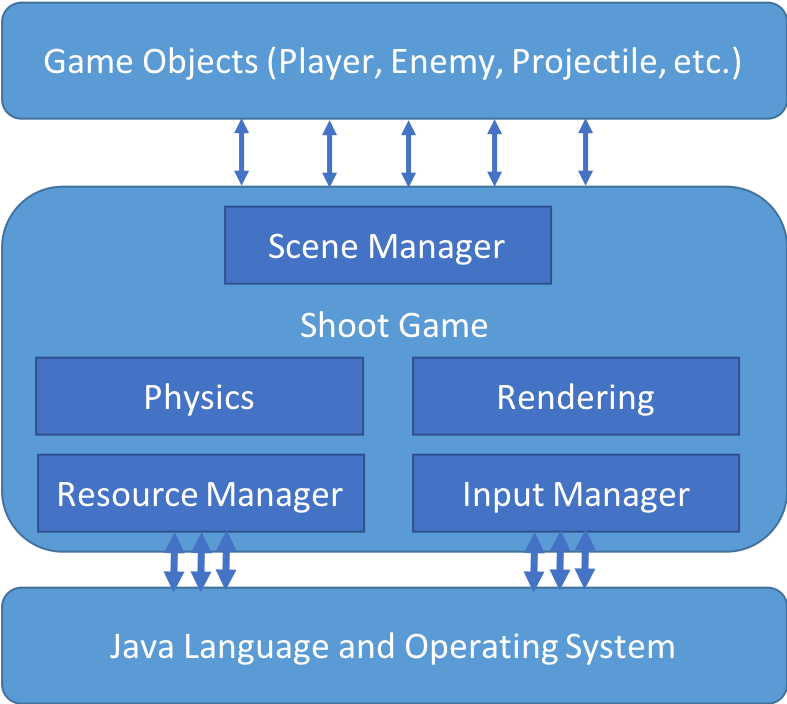 Game Objects (Player, Enemy, Projectile, etc.)
Scene Manager
Shoot Game
Physics
Rendering
Resource Manager
Input Manager
Java Language and Operating System